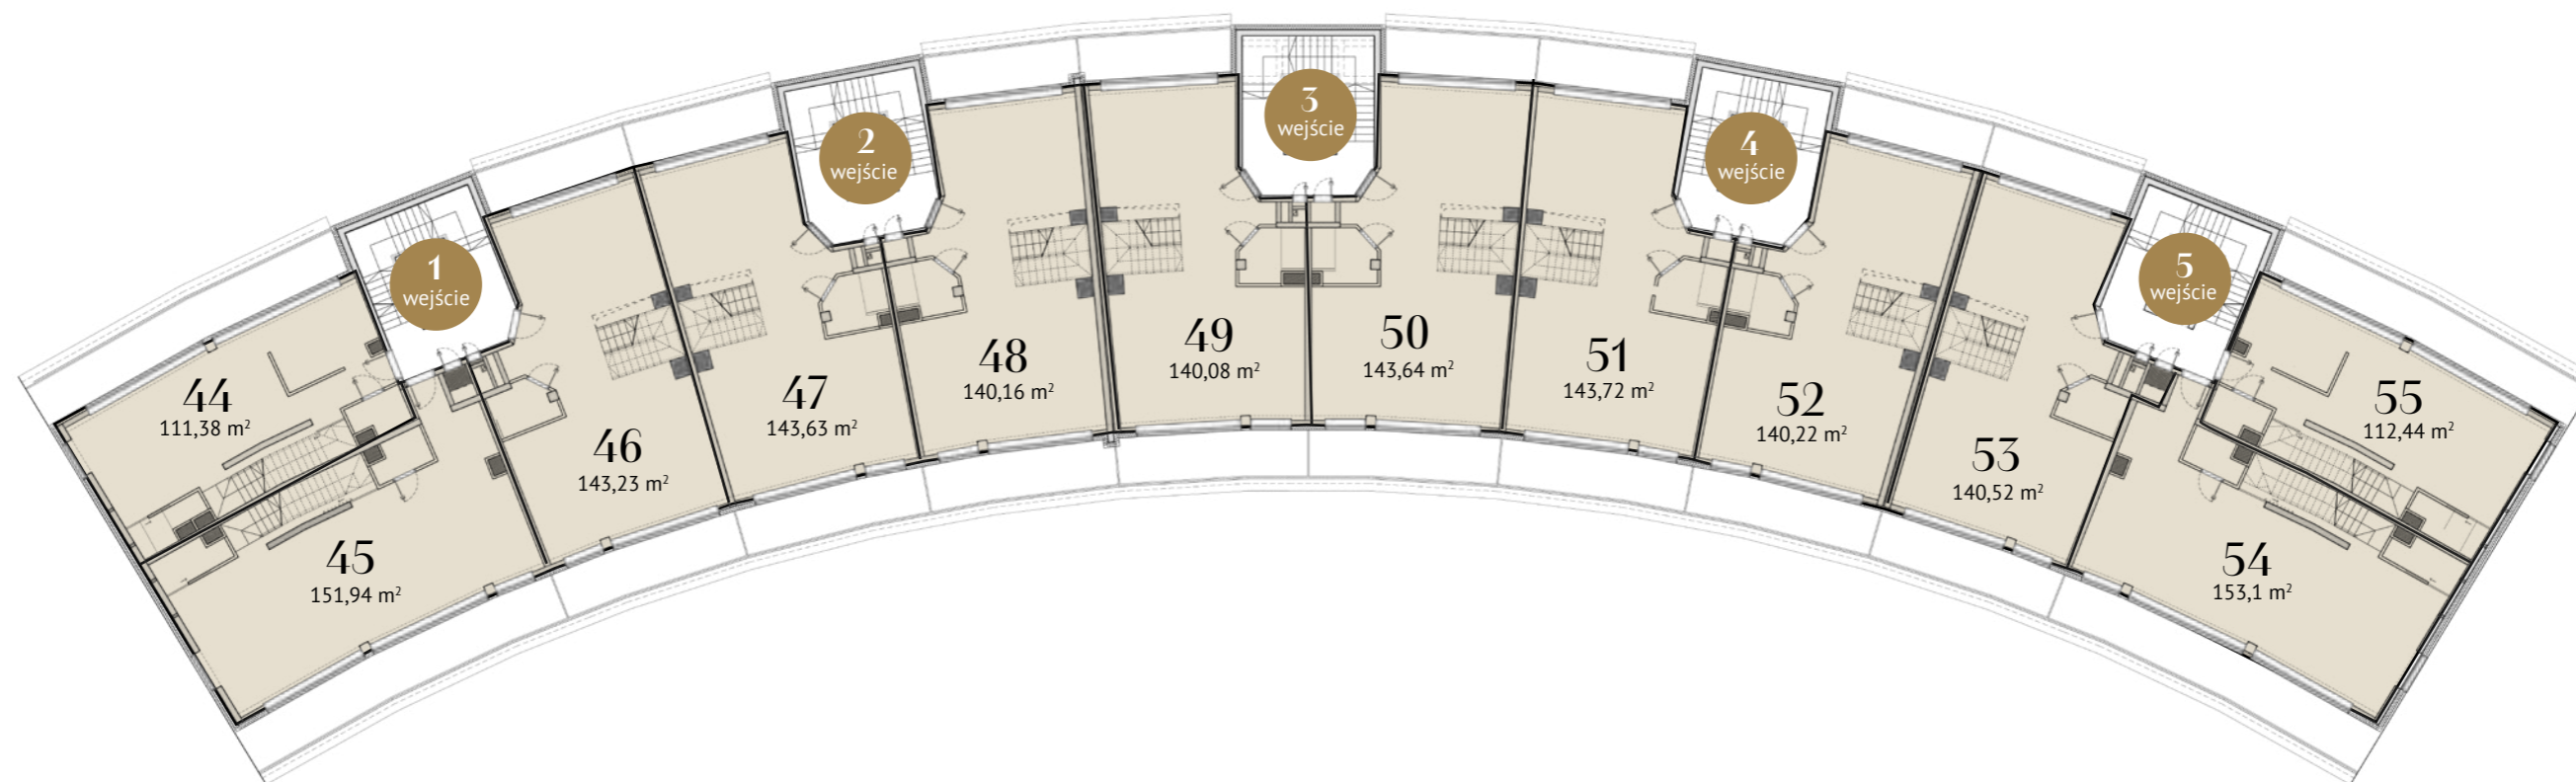 1
wejście
2
wejście
3
wejście
4
wejście
5
wejście
44
111,38 m²
45
151,94 m²
46
143,23 m²
47
143,63 m²
48
140,16 m²
49
140,08 m²
50
143,64 m²
51
143,72 m²
52
140,22 m²
53
140,52 m²
54
153,1 m²
55
112,44 m²